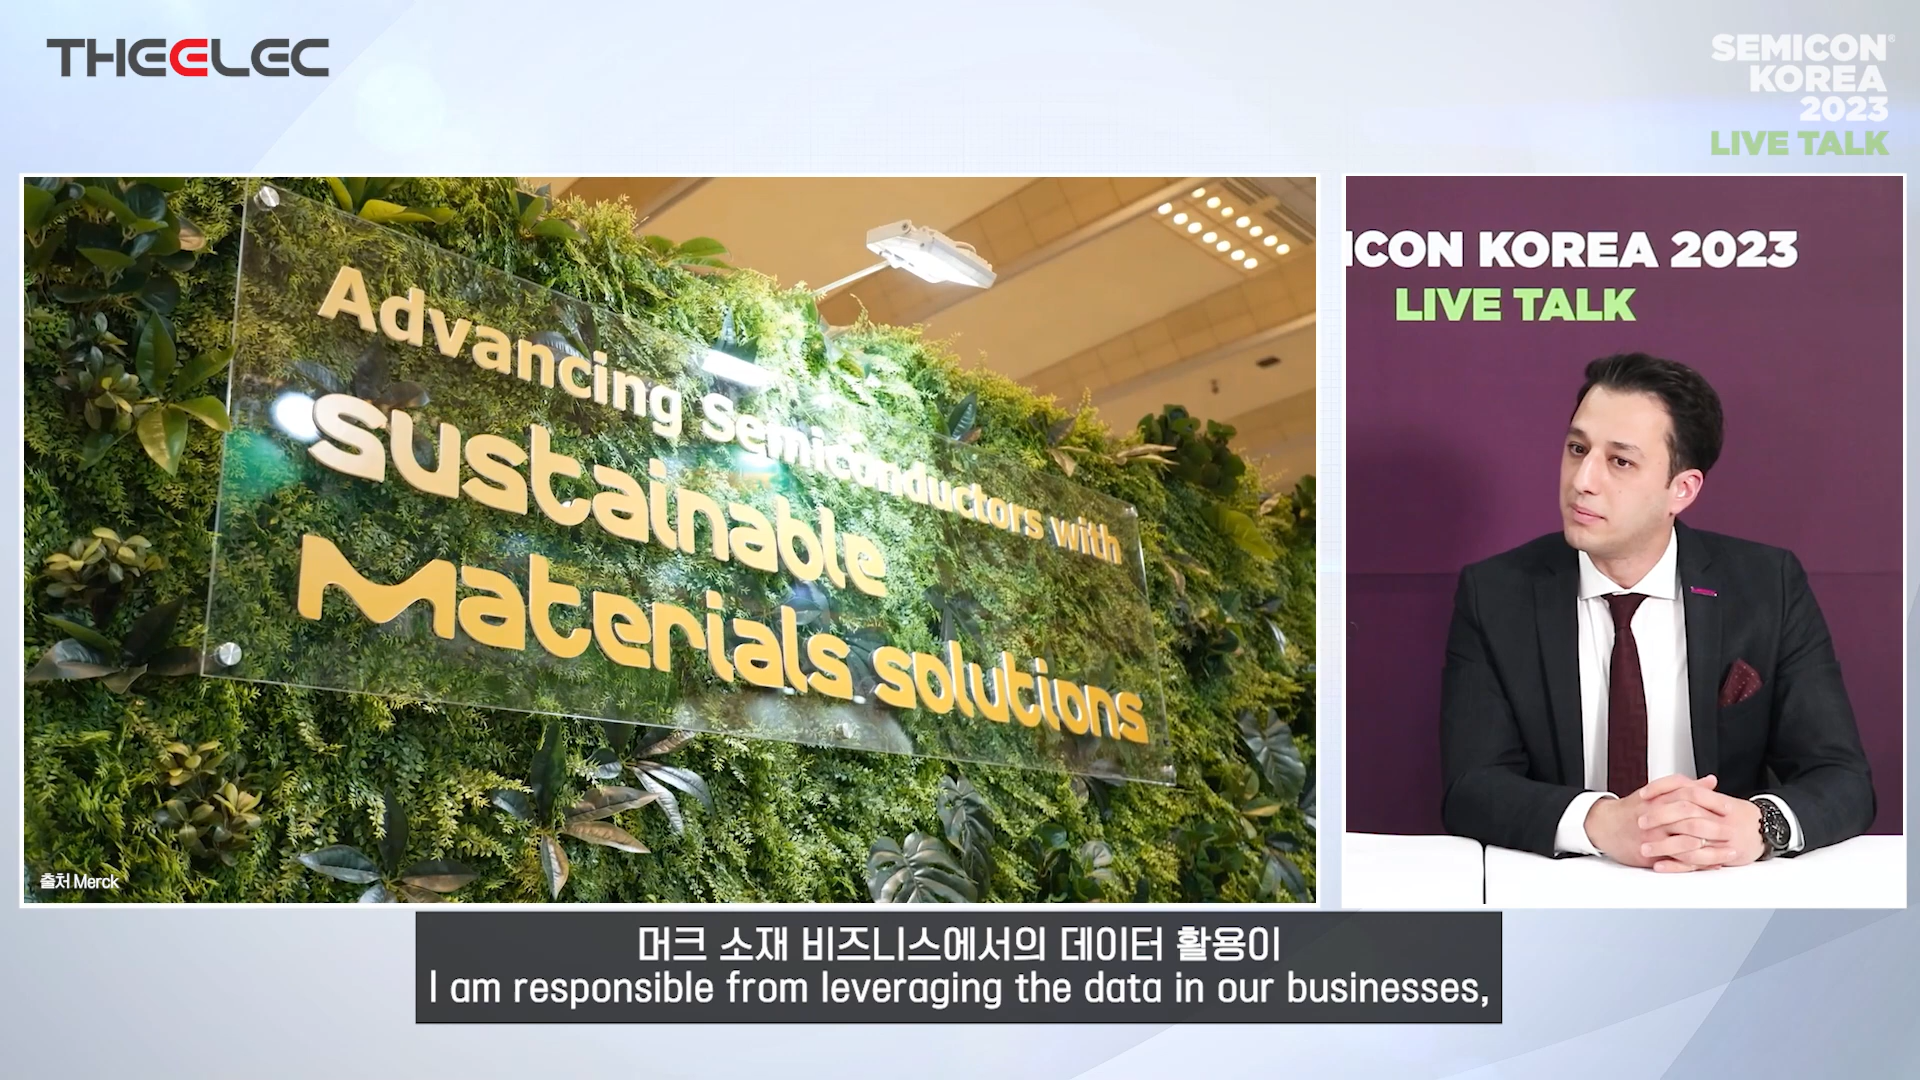 THEELEC
SEMICON®
KOREA
2023
LIVE TALK
Advancing Semiconductors with
sustainable
Materials solutions
출처 Merck
ICON KOREA 2023
LIVE TALK
머크 소재 비즈니스에서의 데이터 활용이
I am responsible from leveraging the data in our businesses,